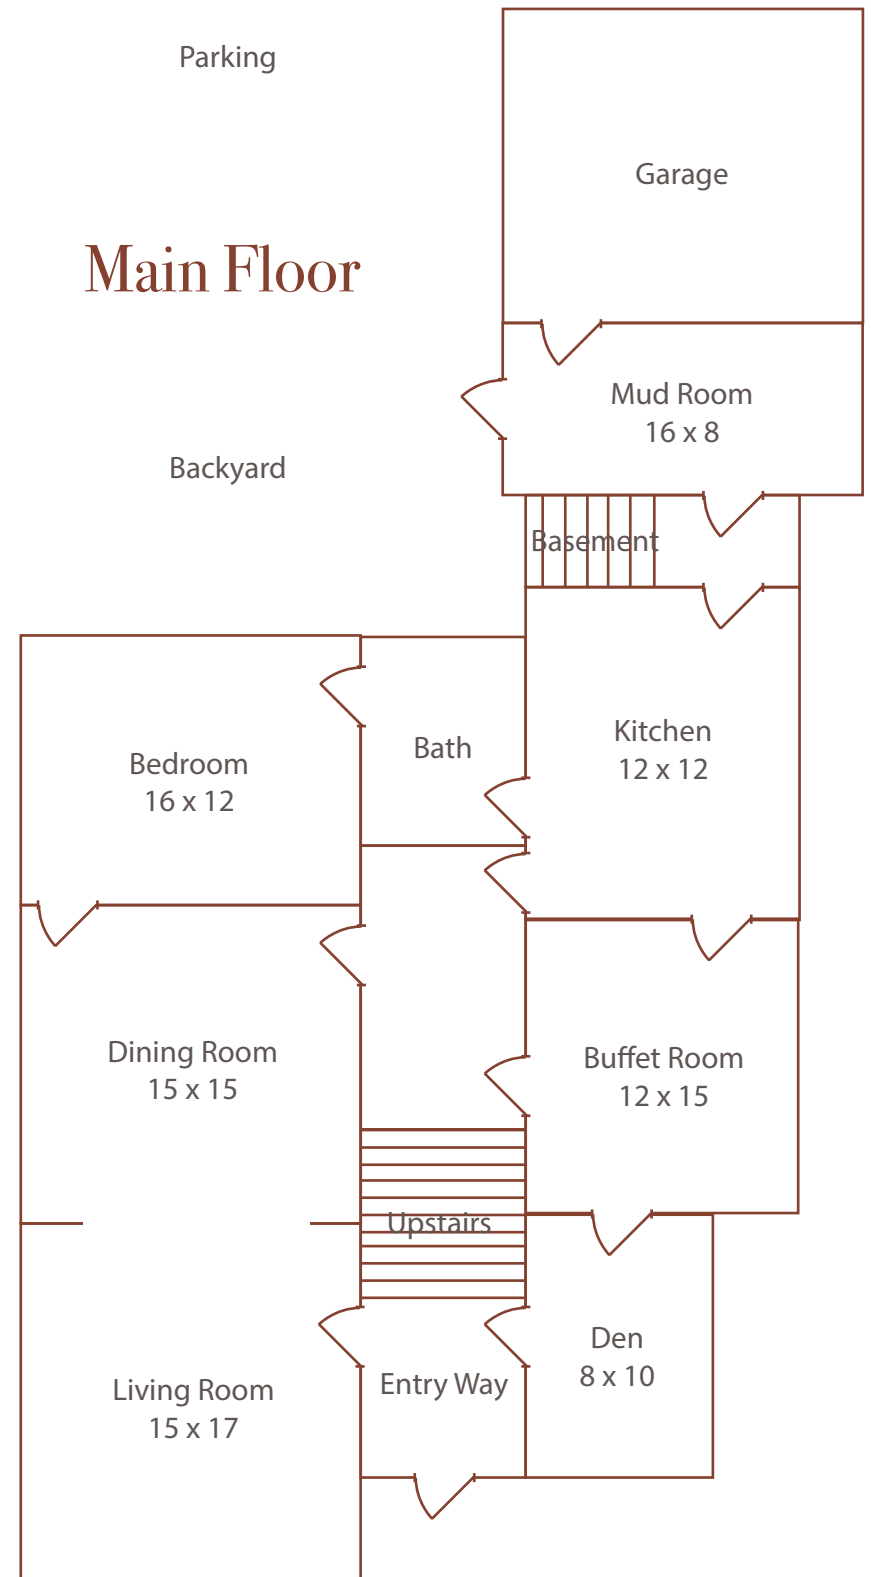 Parking
Garage
Main Floor
Mud Room
16 x 8
Backyard
Basement
Kitchen
12 x 12
Bath
Bedroom
16 x 12
Dining Room
15 x 15
Buffet Room
12 x 15
Upstairs
Den
8 x 10
Entry Way
Living Room
15 x 17